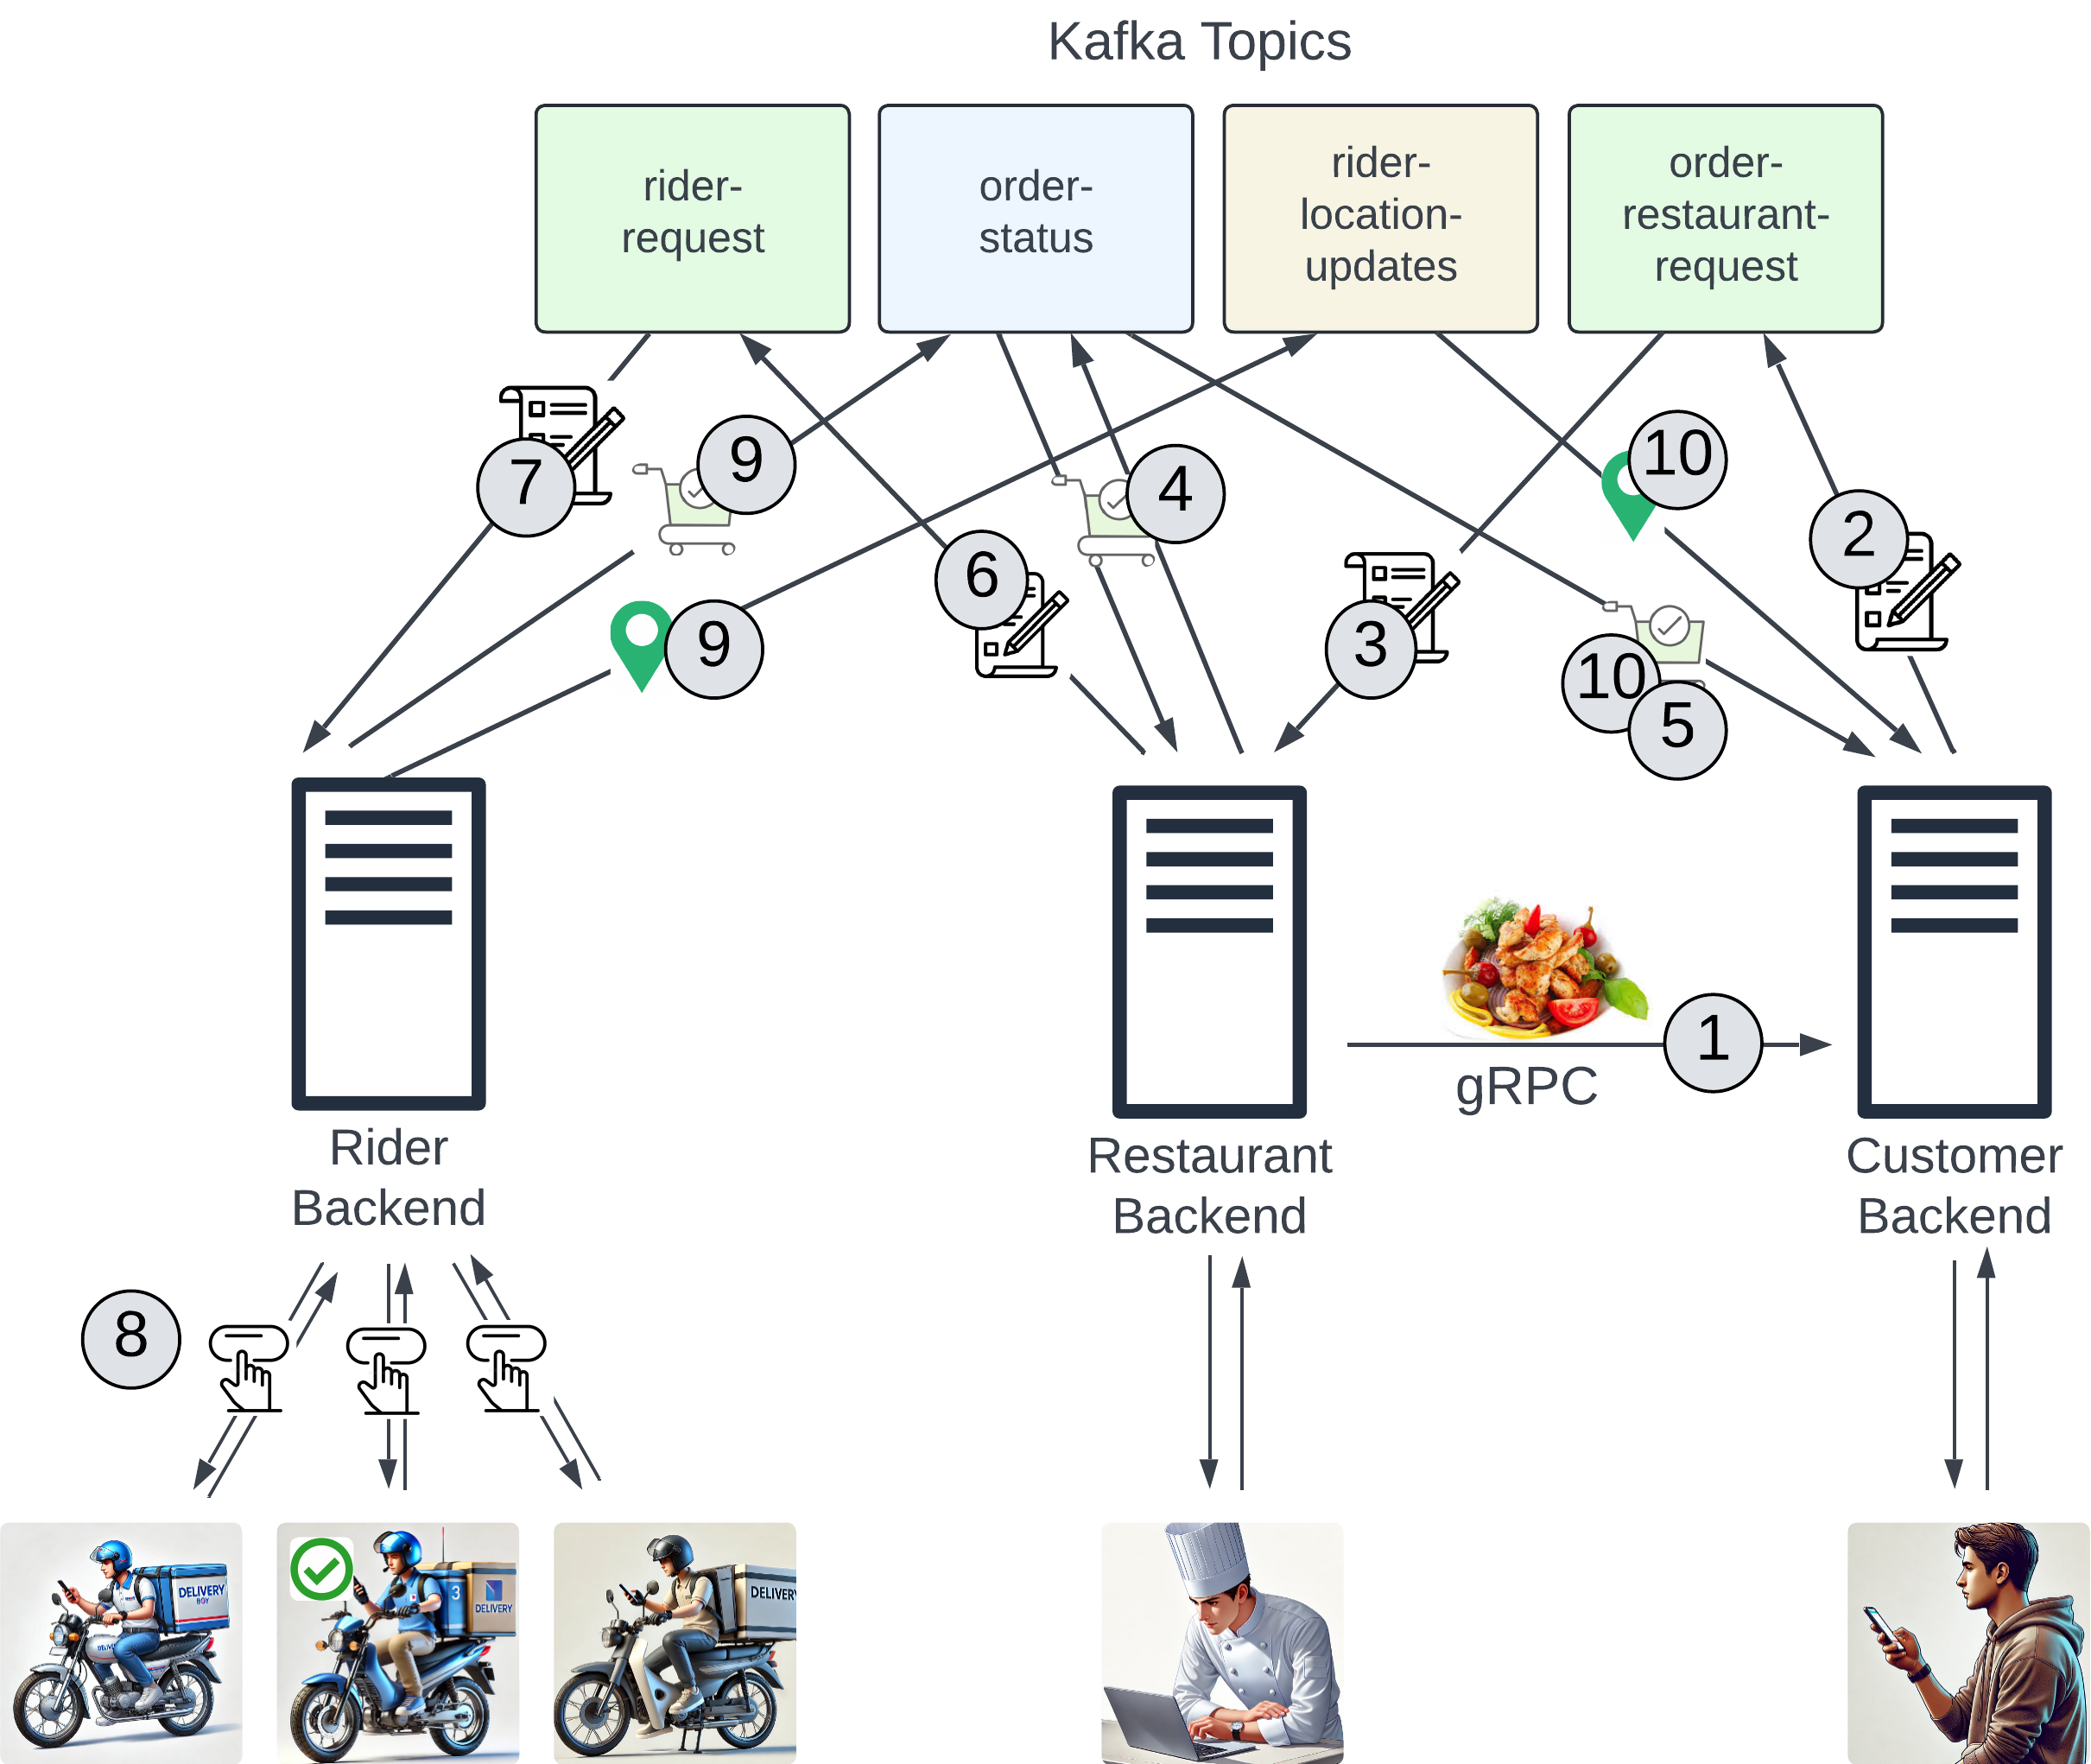 Kafka Topics
rider-
request
order-
status
rider-
location-
updates
order-
restaurant-
request
7
9
4
10
2
6
9
3
10
5
1
gRPC
Rider
Backend
Restaurant
Backend
Customer
Backend
8
DELIVERY
BOY
3
DELIVERY
DELIVERY